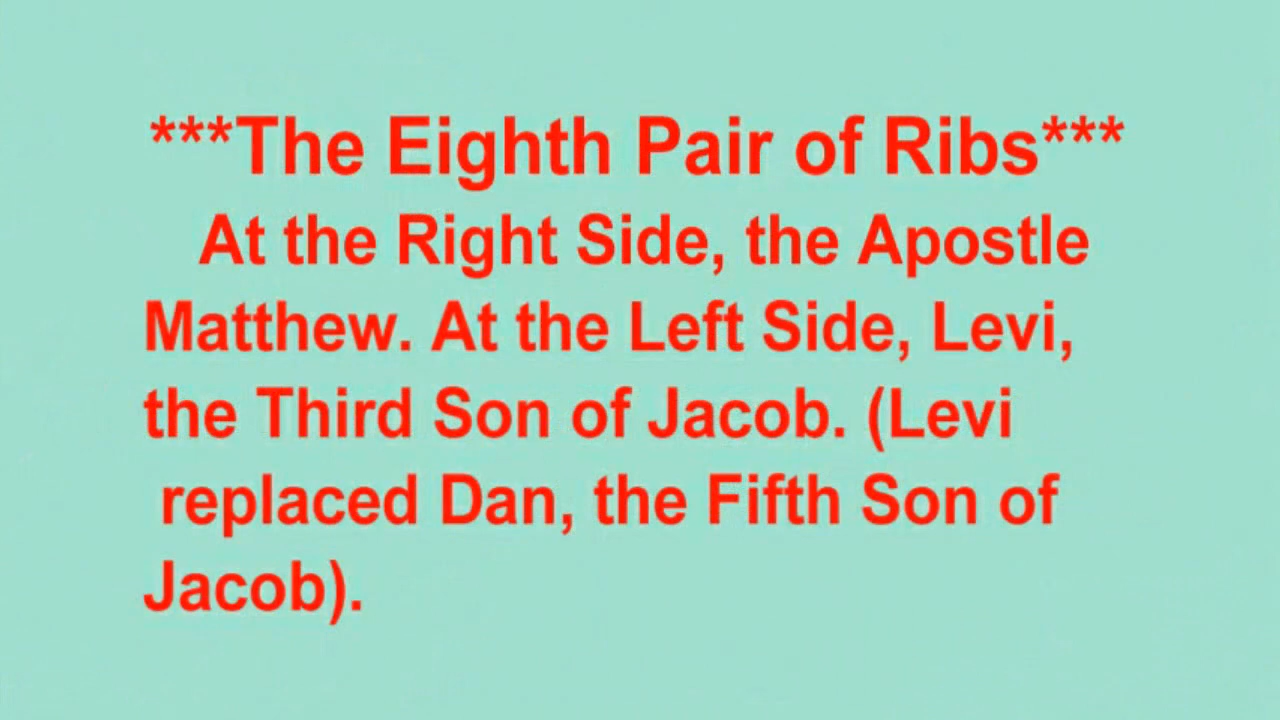 ***The Eighth Pair of Ribs***
At the Right Side, the Apostle
Matthew. At the Left Side, Levi,
the Third Son of Jacob. (Levi
replaced Dan, the Fifth Son of
Jacob).